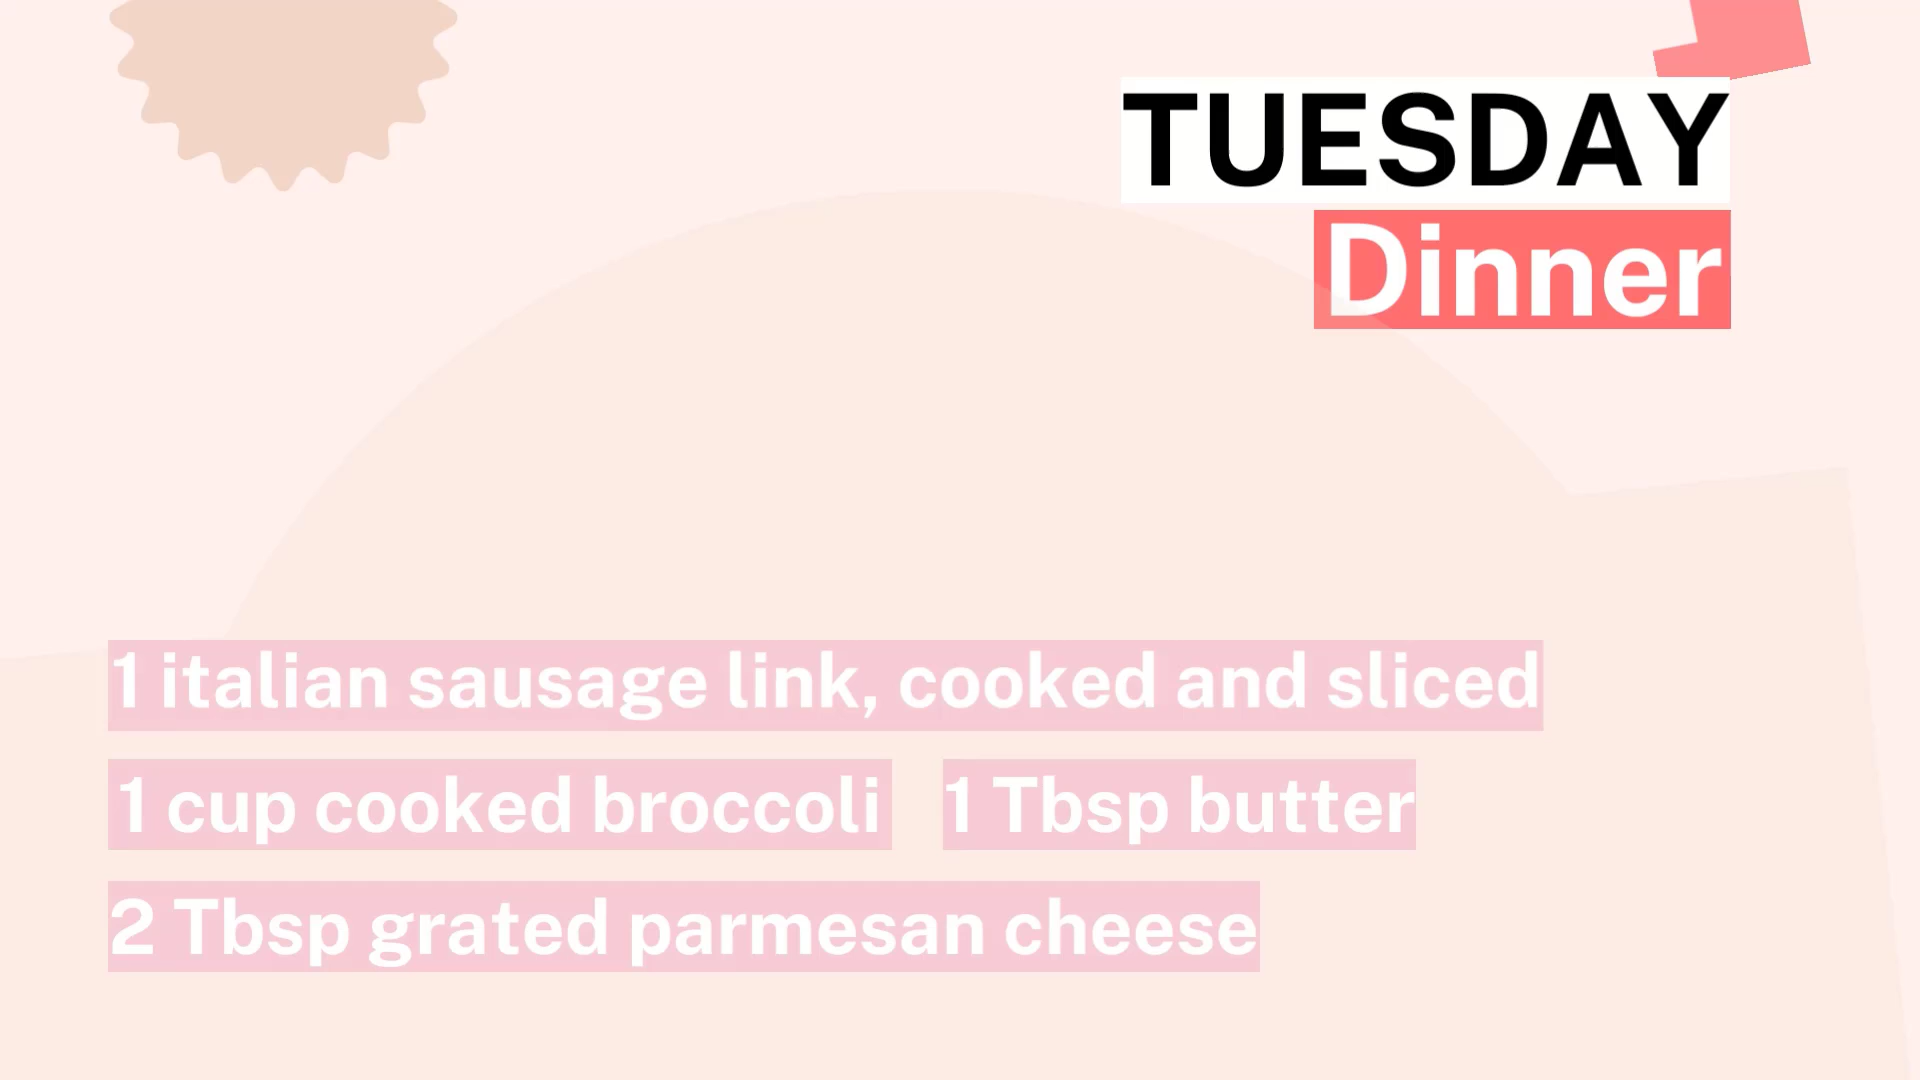 TUESDAY
Dinner
1 italian sausage link, cooked and sliced
1 cup cooked broccoli 1 Tbsp butter
2 Tbsp grated parmesan cheese